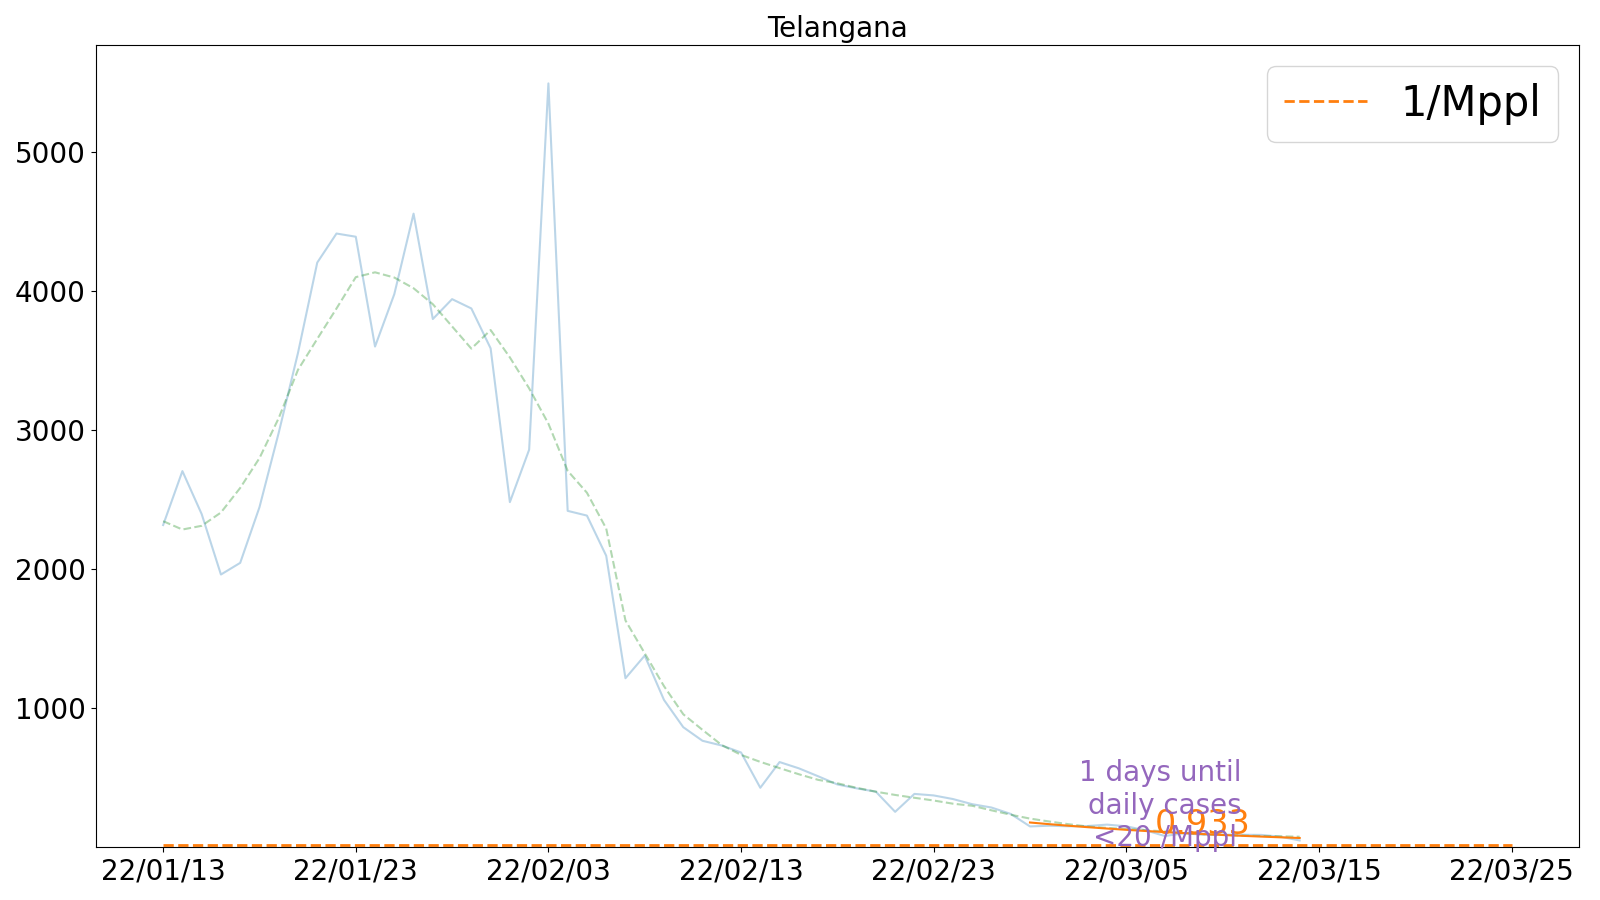 Telangana
1/Mppl
5000
4000
3000
2000
1000
1 days until
daily cases
<20 /Mppl
0.933
22/01/13 22/01/23 22/02/03 22/02/13 22/02/23 22/03/05 22/03/15 22/03/25